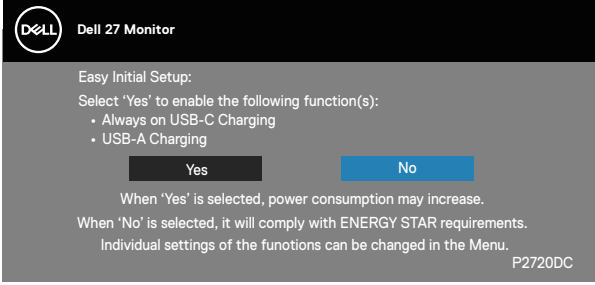 DELL Dell 27 Monitor
Easy Initial Setup:
Select ‘Yes’ to enable the following function(s):
• Always on USB-C Charging
• USB-A Charging
Yes No
When ‘Yes’ is selected, power consumption may increase.
When ‘No’ is selected, it will comply with ENERGY STAR requirements.
Individual settings of the funotions can be changed in the Menu.
P2720DC